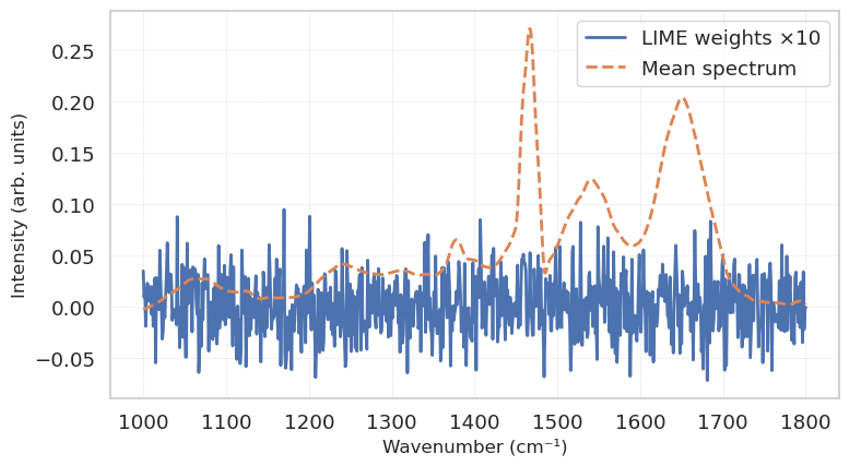 LIME weights ×10
Mean spectrum
Intensity (arb. units)
0.25
0.20
0.15
0.10
0.05
0.00
−0.05
1000 1100 1200 1300 1400 1500 1600 1700 1800
Wavenumber (cm⁻¹)